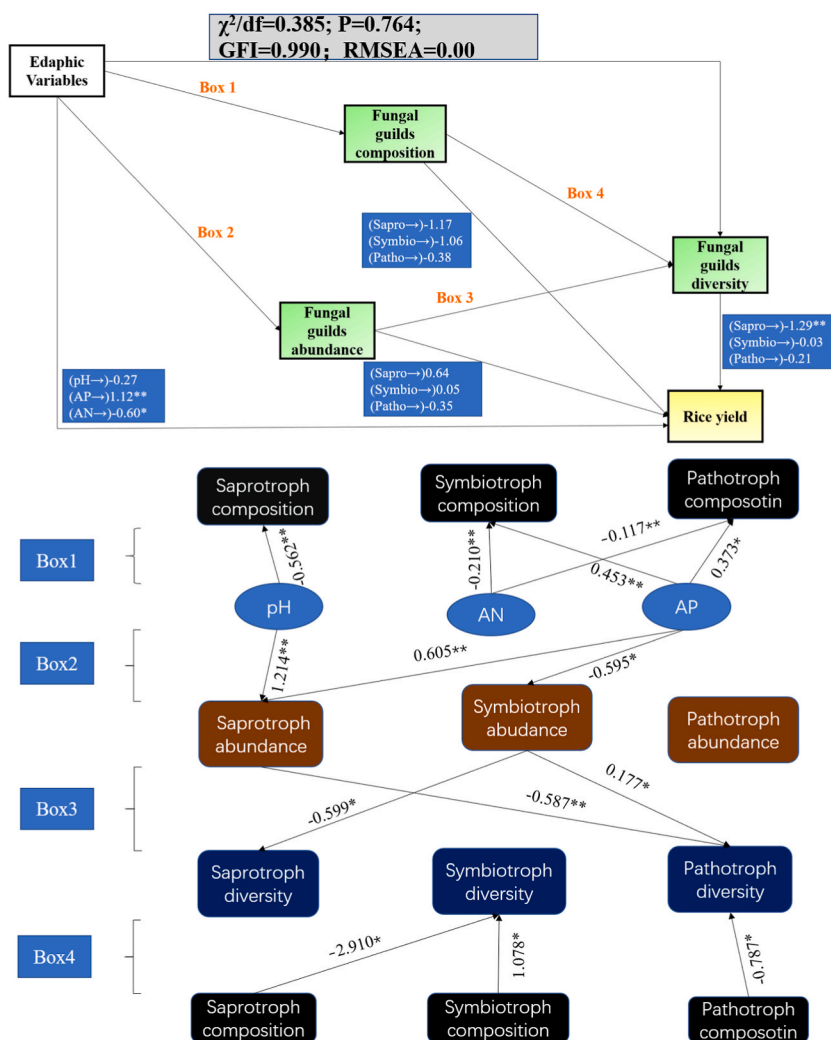 χ²/df=0.385; P=0.764;
GFI=0.990; RMSEA=0.00
Edaphic
Variables
Box 1
Fungal
guilds
composition
Box 4
Box 2
(Sapro→)-1.17
(Symbio→)-1.06
(Patho→)-0.38
Fungal
guilds
diversity
Box 3
Fungal
guilds
abundance
(Sapro→)-1.29**
(Symbio→)-0.03
(Patho→)-0.21
(pH→)-0.27
(AP→)1.12**
(AN→)-0.60*
(Sapro→)0.64
(Symbio→)0.05
(Patho→)-0.35
Rice yield
Saprotroph
composition
Symbiotroph
composition
Pathotroph
composotin
Box1
-0.562**
-0.210**
-0.117**
0.453**
0.373*
pH
AN
AP
Box2
1.214**
0.605**
-0.595*
Saprotroph
abundance
Symbiotroph
abudance
Pathotroph
abundance
Box3
-0.599*
-0.587**
0.177*
Saprotroph
diversity
Symbiotroph
diversity
Pathotroph
diversity
Box4
-2.910*
1.078*
-0.787*
Saprotroph
composition
Symbiotroph
composition
Pathotroph
composotin